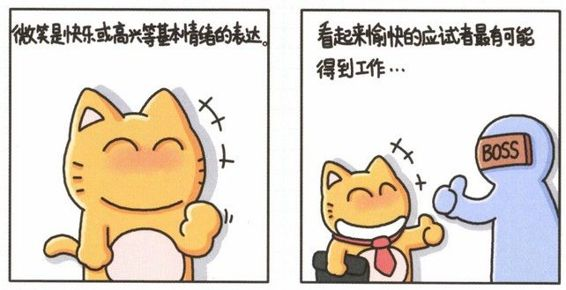 微笑是快乐或高兴等基本情绪的表达。
看起来愉快的应试者最有可能
得到工作…
BOSS